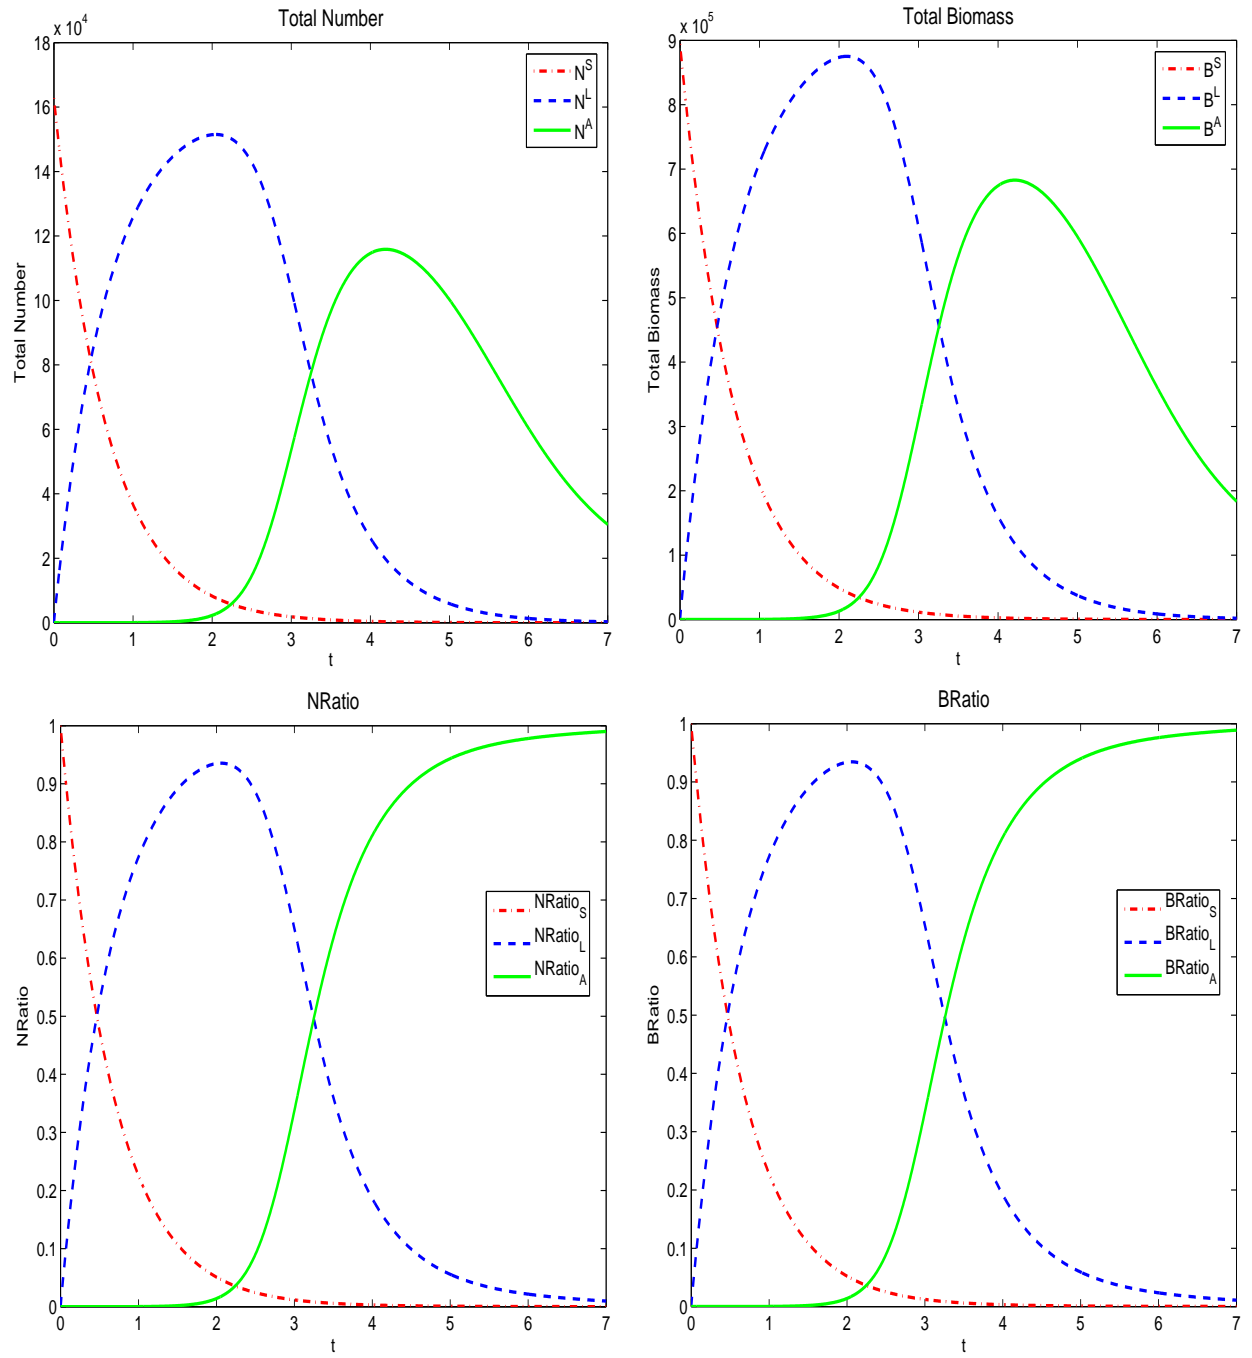 Total Number
x 10^4
18
16
14
12
10
8
6
4
2
0
0 1 2 3 4 5 6 7
t
Total Number
N^S
N^L
N^A
Total Biomass
x 10^5
9
8
7
6
5
4
3
2
1
0
0 1 2 3 4 5 6 7
t
Total Biomass
B^S
B^L
B^A
NRatio
1
0.9
0.8
0.7
0.6
0.5
0.4
0.3
0.2
0.1
0
0 1 2 3 4 5 6 7
t
NRatio
NRatio_S
NRatio_L
NRatio_A
BRatio
1
0.9
0.8
0.7
0.6
0.5
0.4
0.3
0.2
0.1
0
0 1 2 3 4 5 6 7
t
BRatio
BRatio_S
BRatio_L
BRatio_A